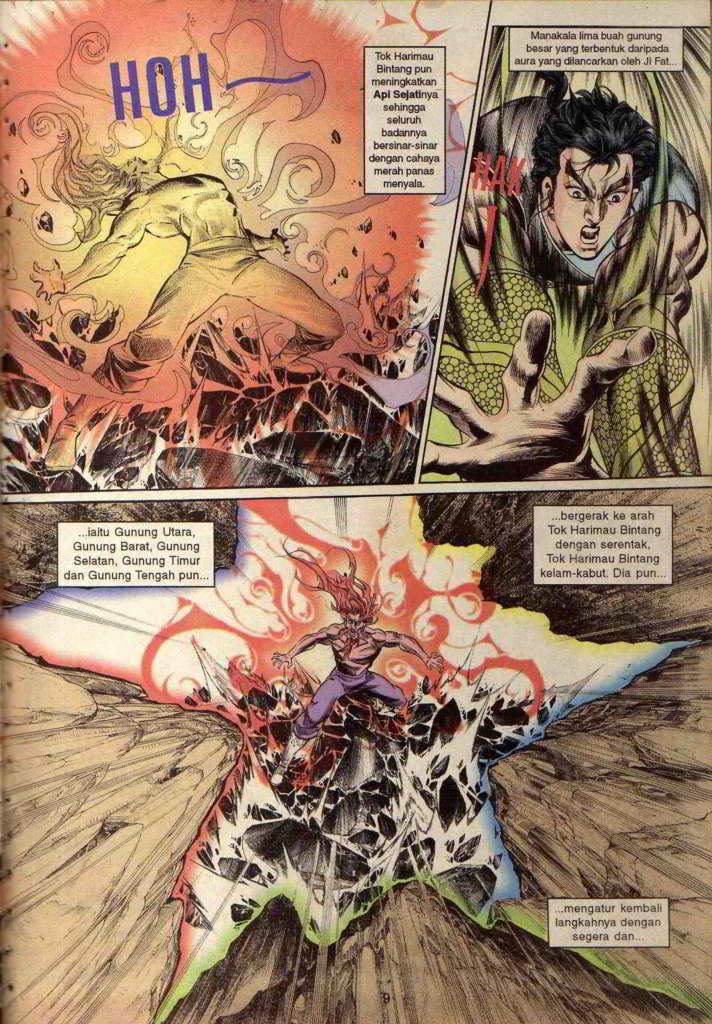 HOH
Tok Harimau
Bintang pun
meningkatkan
Api Sejatinya
sehingga
seluruh
badannya
bersinar-sinar
dengan cahaya
merah panas
menyala.
Manakala lima buah gunung
besar yang terbentuk daripada
aura yang dilancarkan oleh Ji Fat...
HAK
...iaitu Gunung Utara,
Gunung Barat, Gunung
Selatan, Gunung Timur
dan Gunung Tengah pun...
...bergerak ke arah
Tok Harimau Bintang
dengan serentak,
Tok Harimau Bintang
kelam-kabut. Dia pun...
...mengatur kembali
langkahnya dengan
segera dan...
9